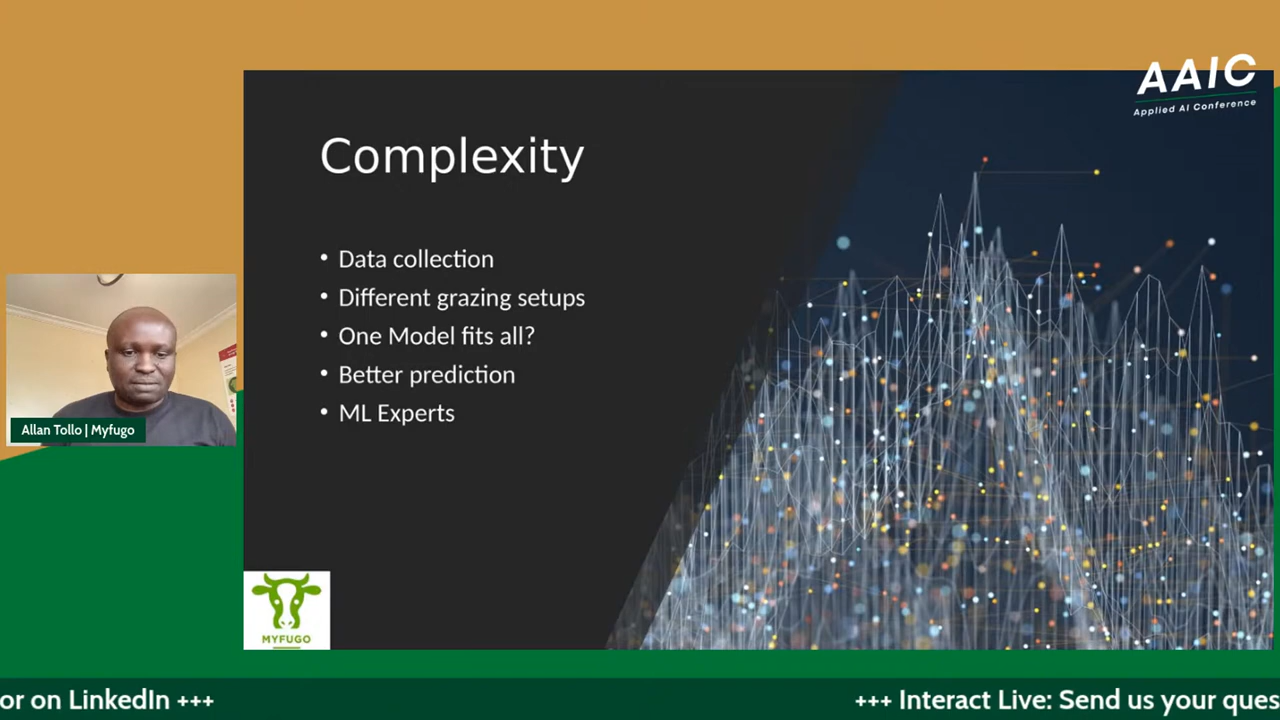 AAIC
Applied AI Conference
Complexity
• Data collection
• Different grazing setups
• One Model fits all?
• Better prediction
• ML Experts
Allan Tollo | Myfugo
MYFUGO
or on LinkedIn +++
+++ Interact Live: Send us your ques